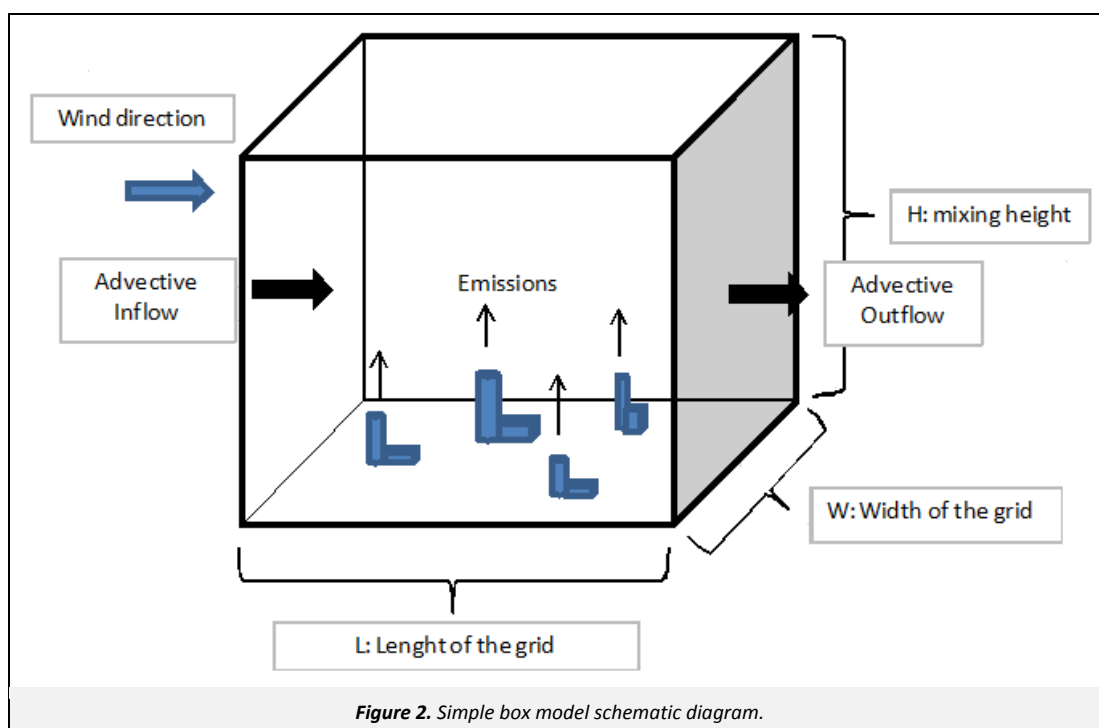 Wind direction
H: mixing height
Advective
Inflow
Emissions
Advective
Outflow
W: Width of the grid
L: Lenght of the grid
Figure 2. Simple box model schematic diagram.